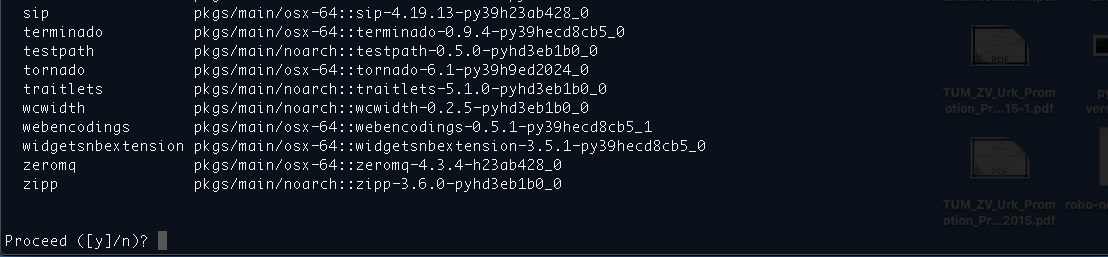 sip pkgs/main/osx-64::sip-4.19.13-py39h23ab428_0
terminado pkgs/main/osx-64::terminado-0.9.4-py39hecd8cb5_0
testpath pkgs/main/noarch::testpath-0.5.0-pyhd3eb1b0_0
tornado pkgs/main/osx-64::tornado-6.1-py39h9ed2024_0
traitlets pkgs/main/noarch::traitlets-5.1.0-pyhd3eb1b0_0
wcwidth pkgs/main/noarch::wcwidth-0.2.5-pyhd3eb1b0_0
webencodings pkgs/main/osx-64::webencodings-0.5.1-py39hecd8cb5_1
widgetsnbextension pkgs/main/osx-64::widgetsnbextension-3.5.1-py39hecd8cb5_0
zeromq pkgs/main/osx-64::zeromq-4.3.4-h23ab428_0
zipp pkgs/main/noarch::zipp-3.6.0-pyhd3eb1b0_0
Proceed ([y]/n)?
PDF
TUM_ZV_Urk_Prom
otion_Pr...15-1.pdf
PDF
TUM_ZV_Urk_Prom
otion_Pr...2015.pdf